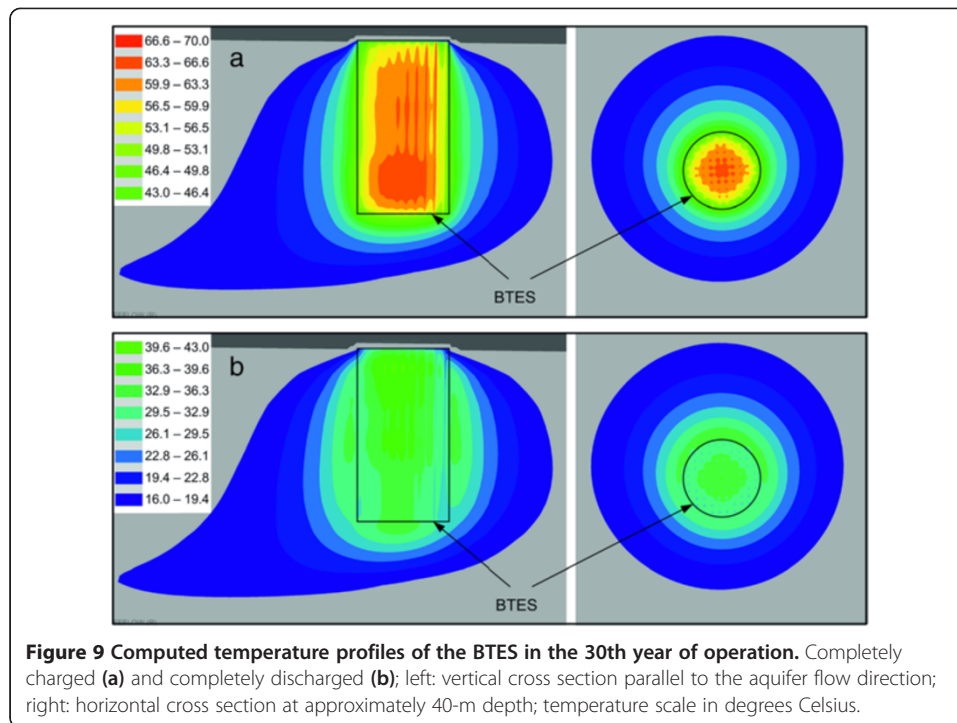 66.6 – 70.0
63.3 – 66.6
59.9 – 63.3
56.5 – 59.9
53.1 – 56.5
49.8 – 53.1
46.4 – 49.8
43.0 – 46.4
a
BTES
39.6 – 43.0
36.3 – 39.6
32.9 – 36.3
29.5 – 32.9
26.1 – 29.5
22.8 – 26.1
19.4 – 22.8
16.0 – 19.4
b
BTES
Figure 9 Computed temperature profiles of the BTES in the 30th year of operation. Completely
charged (a) and completely discharged (b); left: vertical cross section parallel to the aquifer flow direction;
right: horizontal cross section at approximately 40-m depth; temperature scale in degrees Celsius.